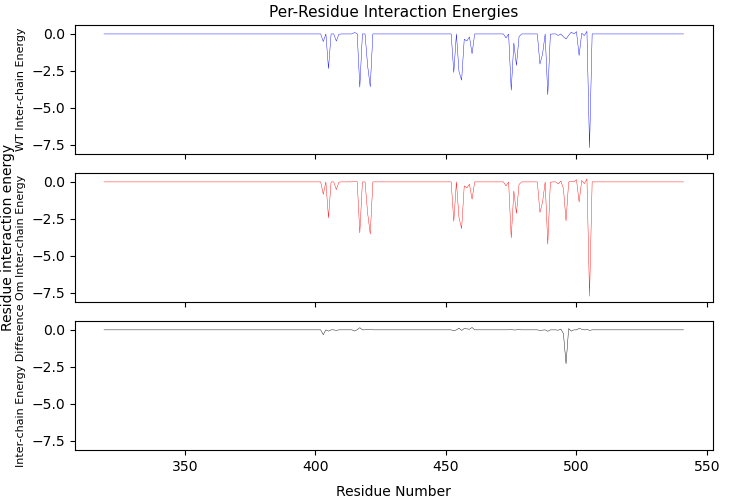 Per-Residue Interaction Energies
0.0
−2.5
−5.0
−7.5
WT Inter-chain Energy
0.0
−2.5
−5.0
−7.5
Om Inter-chain Energy
Residue interaction energy
0.0
−2.5
−5.0
−7.5
Inter-chain Energy Difference
350
400
450
500
550
Residue Number